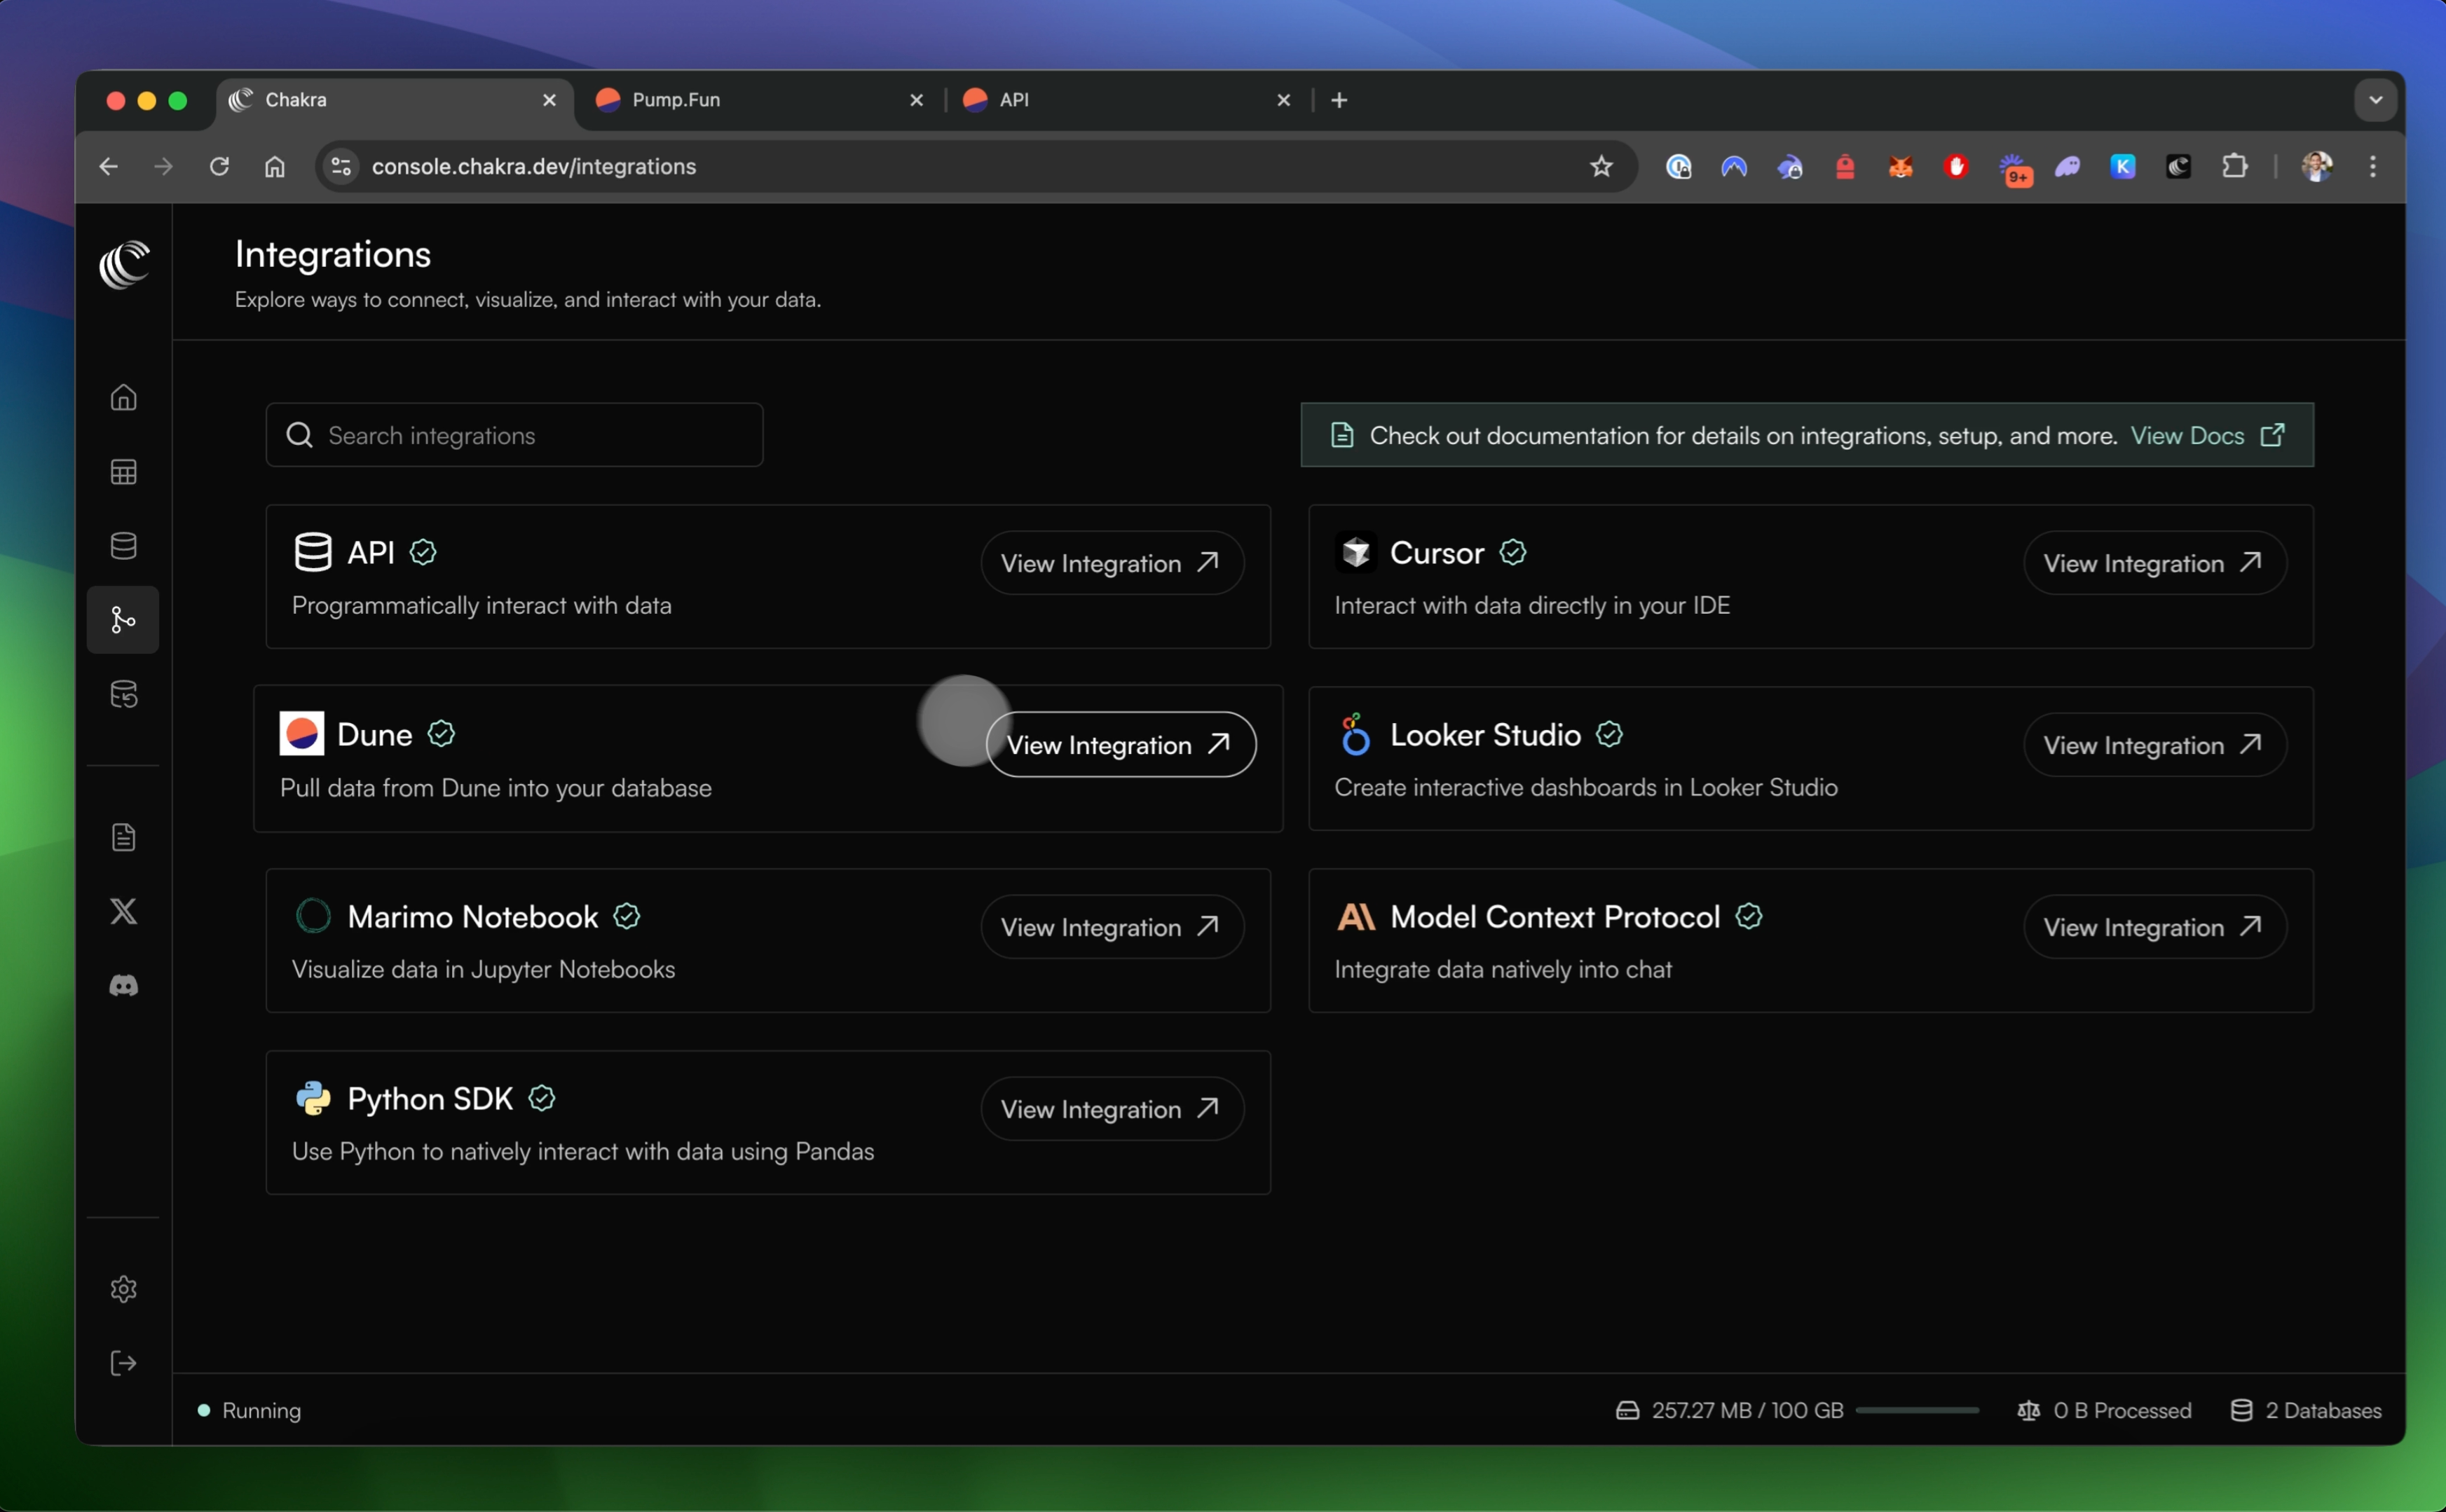 Chakra
Pump.Fun
API
console.chakra.dev/integrations
9+
K
Integrations
Explore ways to connect, visualize, and interact with your data.
Search integrations
Check out documentation for details on integrations, setup, and more. View Docs
API
View Integration
Programmatically interact with data
Cursor
View Integration
Interact with data directly in your IDE
Dune
View Integration
Pull data from Dune into your database
Looker Studio
View Integration
Create interactive dashboards in Looker Studio
Marimo Notebook
View Integration
Visualize data in Jupyter Notebooks
Model Context Protocol
View Integration
Integrate data natively into chat
Python SDK
View Integration
Use Python to natively interact with data using Pandas
Running
257.27 MB / 100 GB
0 B Processed
2 Databases